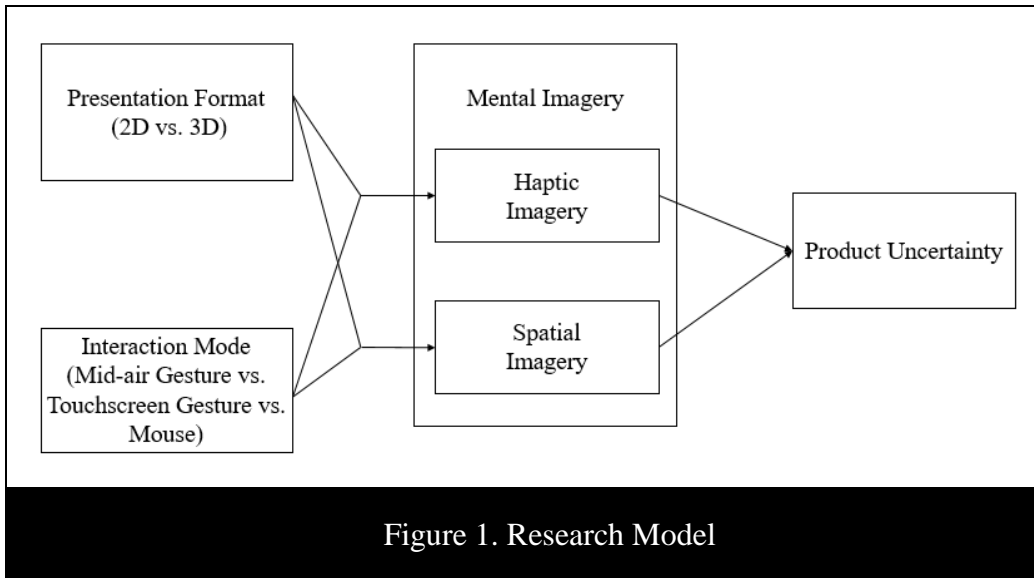 Presentation Format
(2D vs. 3D)
Interaction Mode
(Mid-air Gesture vs.
Touchscreen Gesture vs.
Mouse)
Mental Imagery
Haptic
Imagery
Spatial
Imagery
Product Uncertainty
Figure 1. Research Model